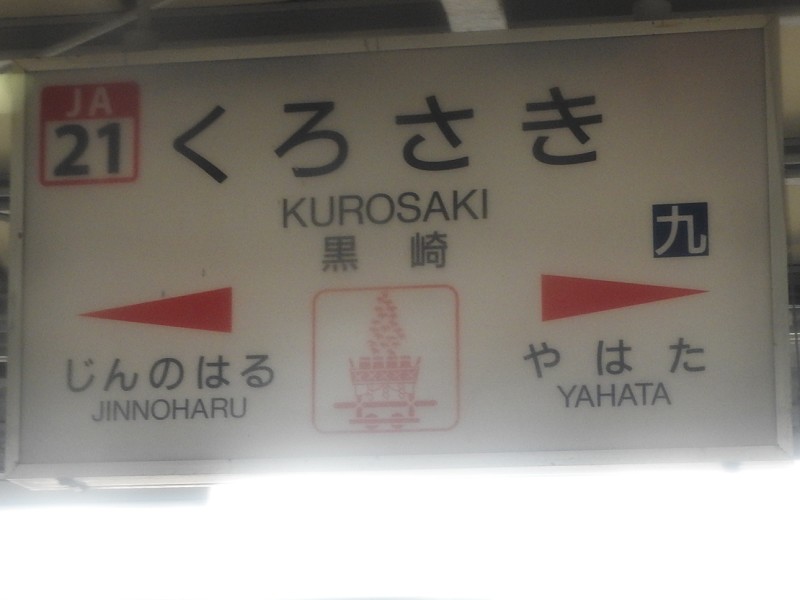 JA
21
くろさき
KUROSAKI
黒崎
九
じんのはる
JINNOHARU
やはた
YAHATA